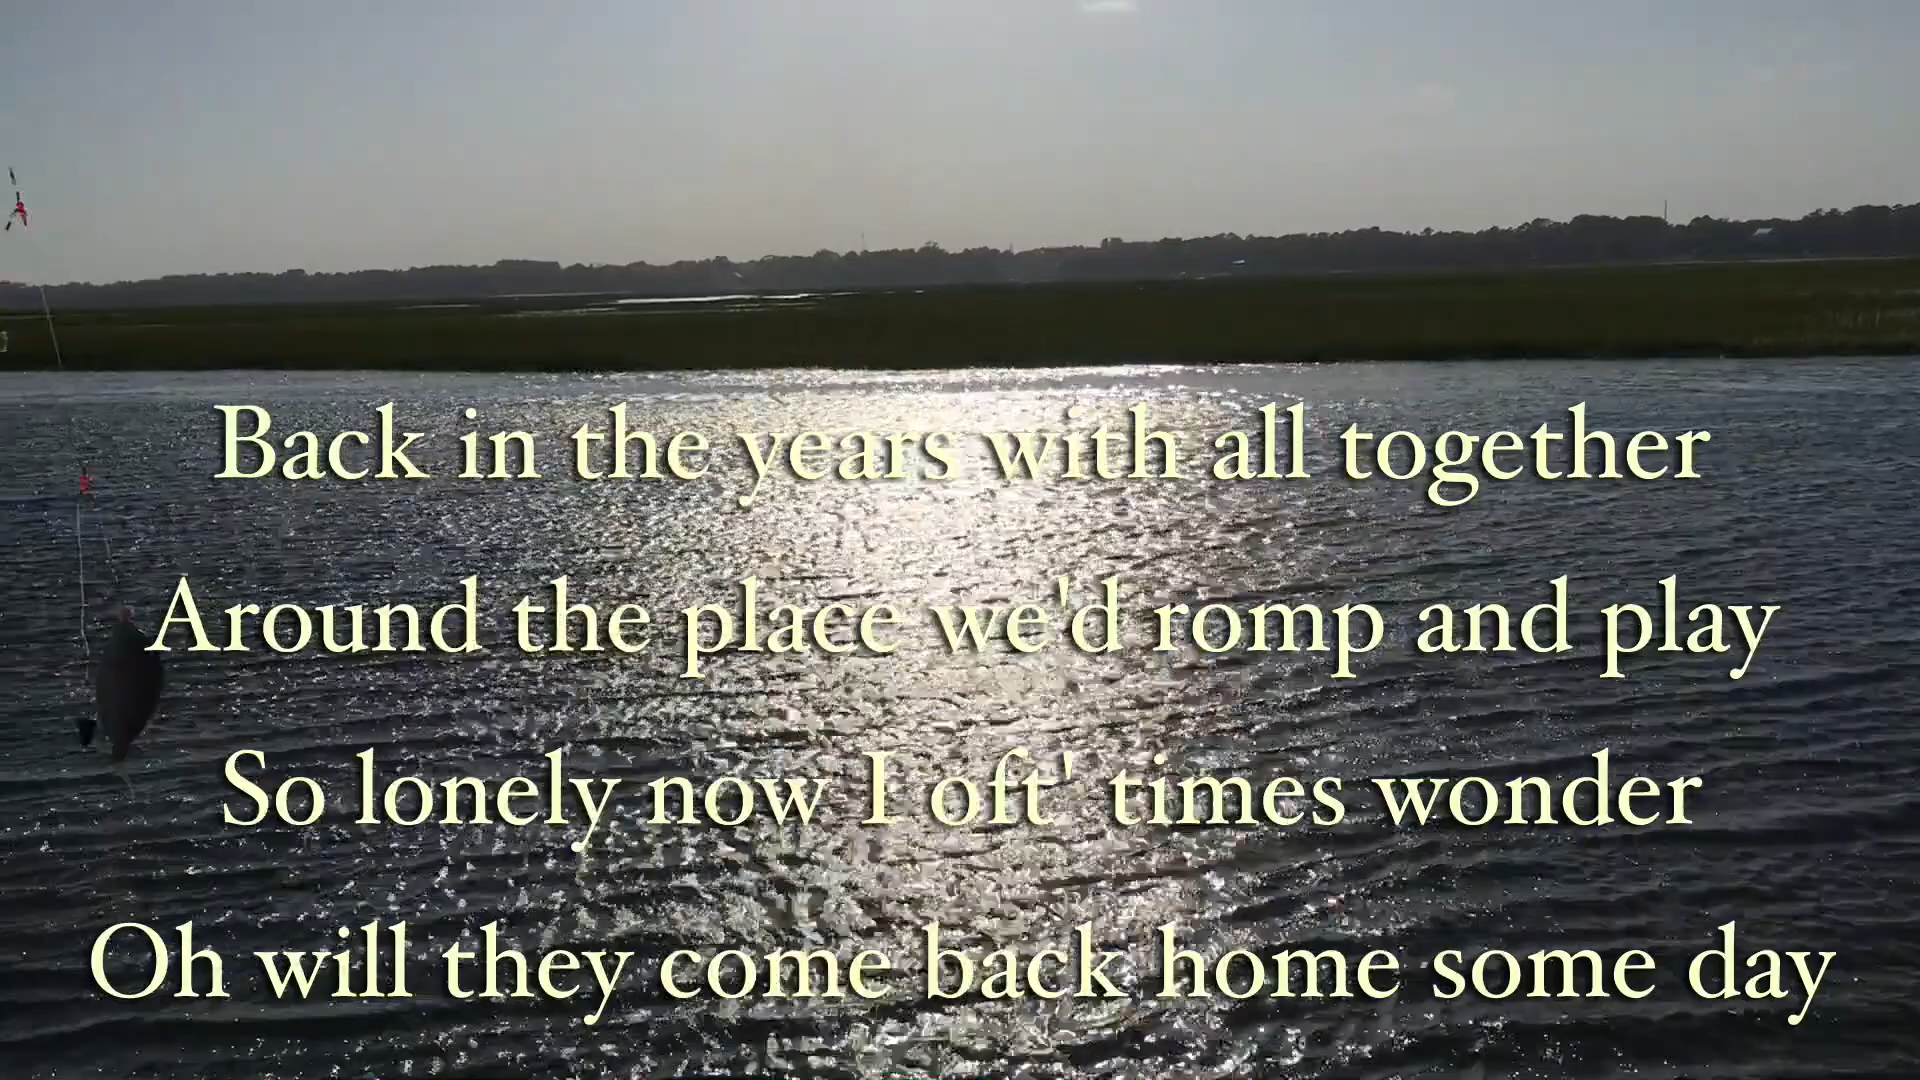 Back in the years with all together
Around the place we'd romp and play
So lonely now I oft' times wonder
Oh will they come back home some day